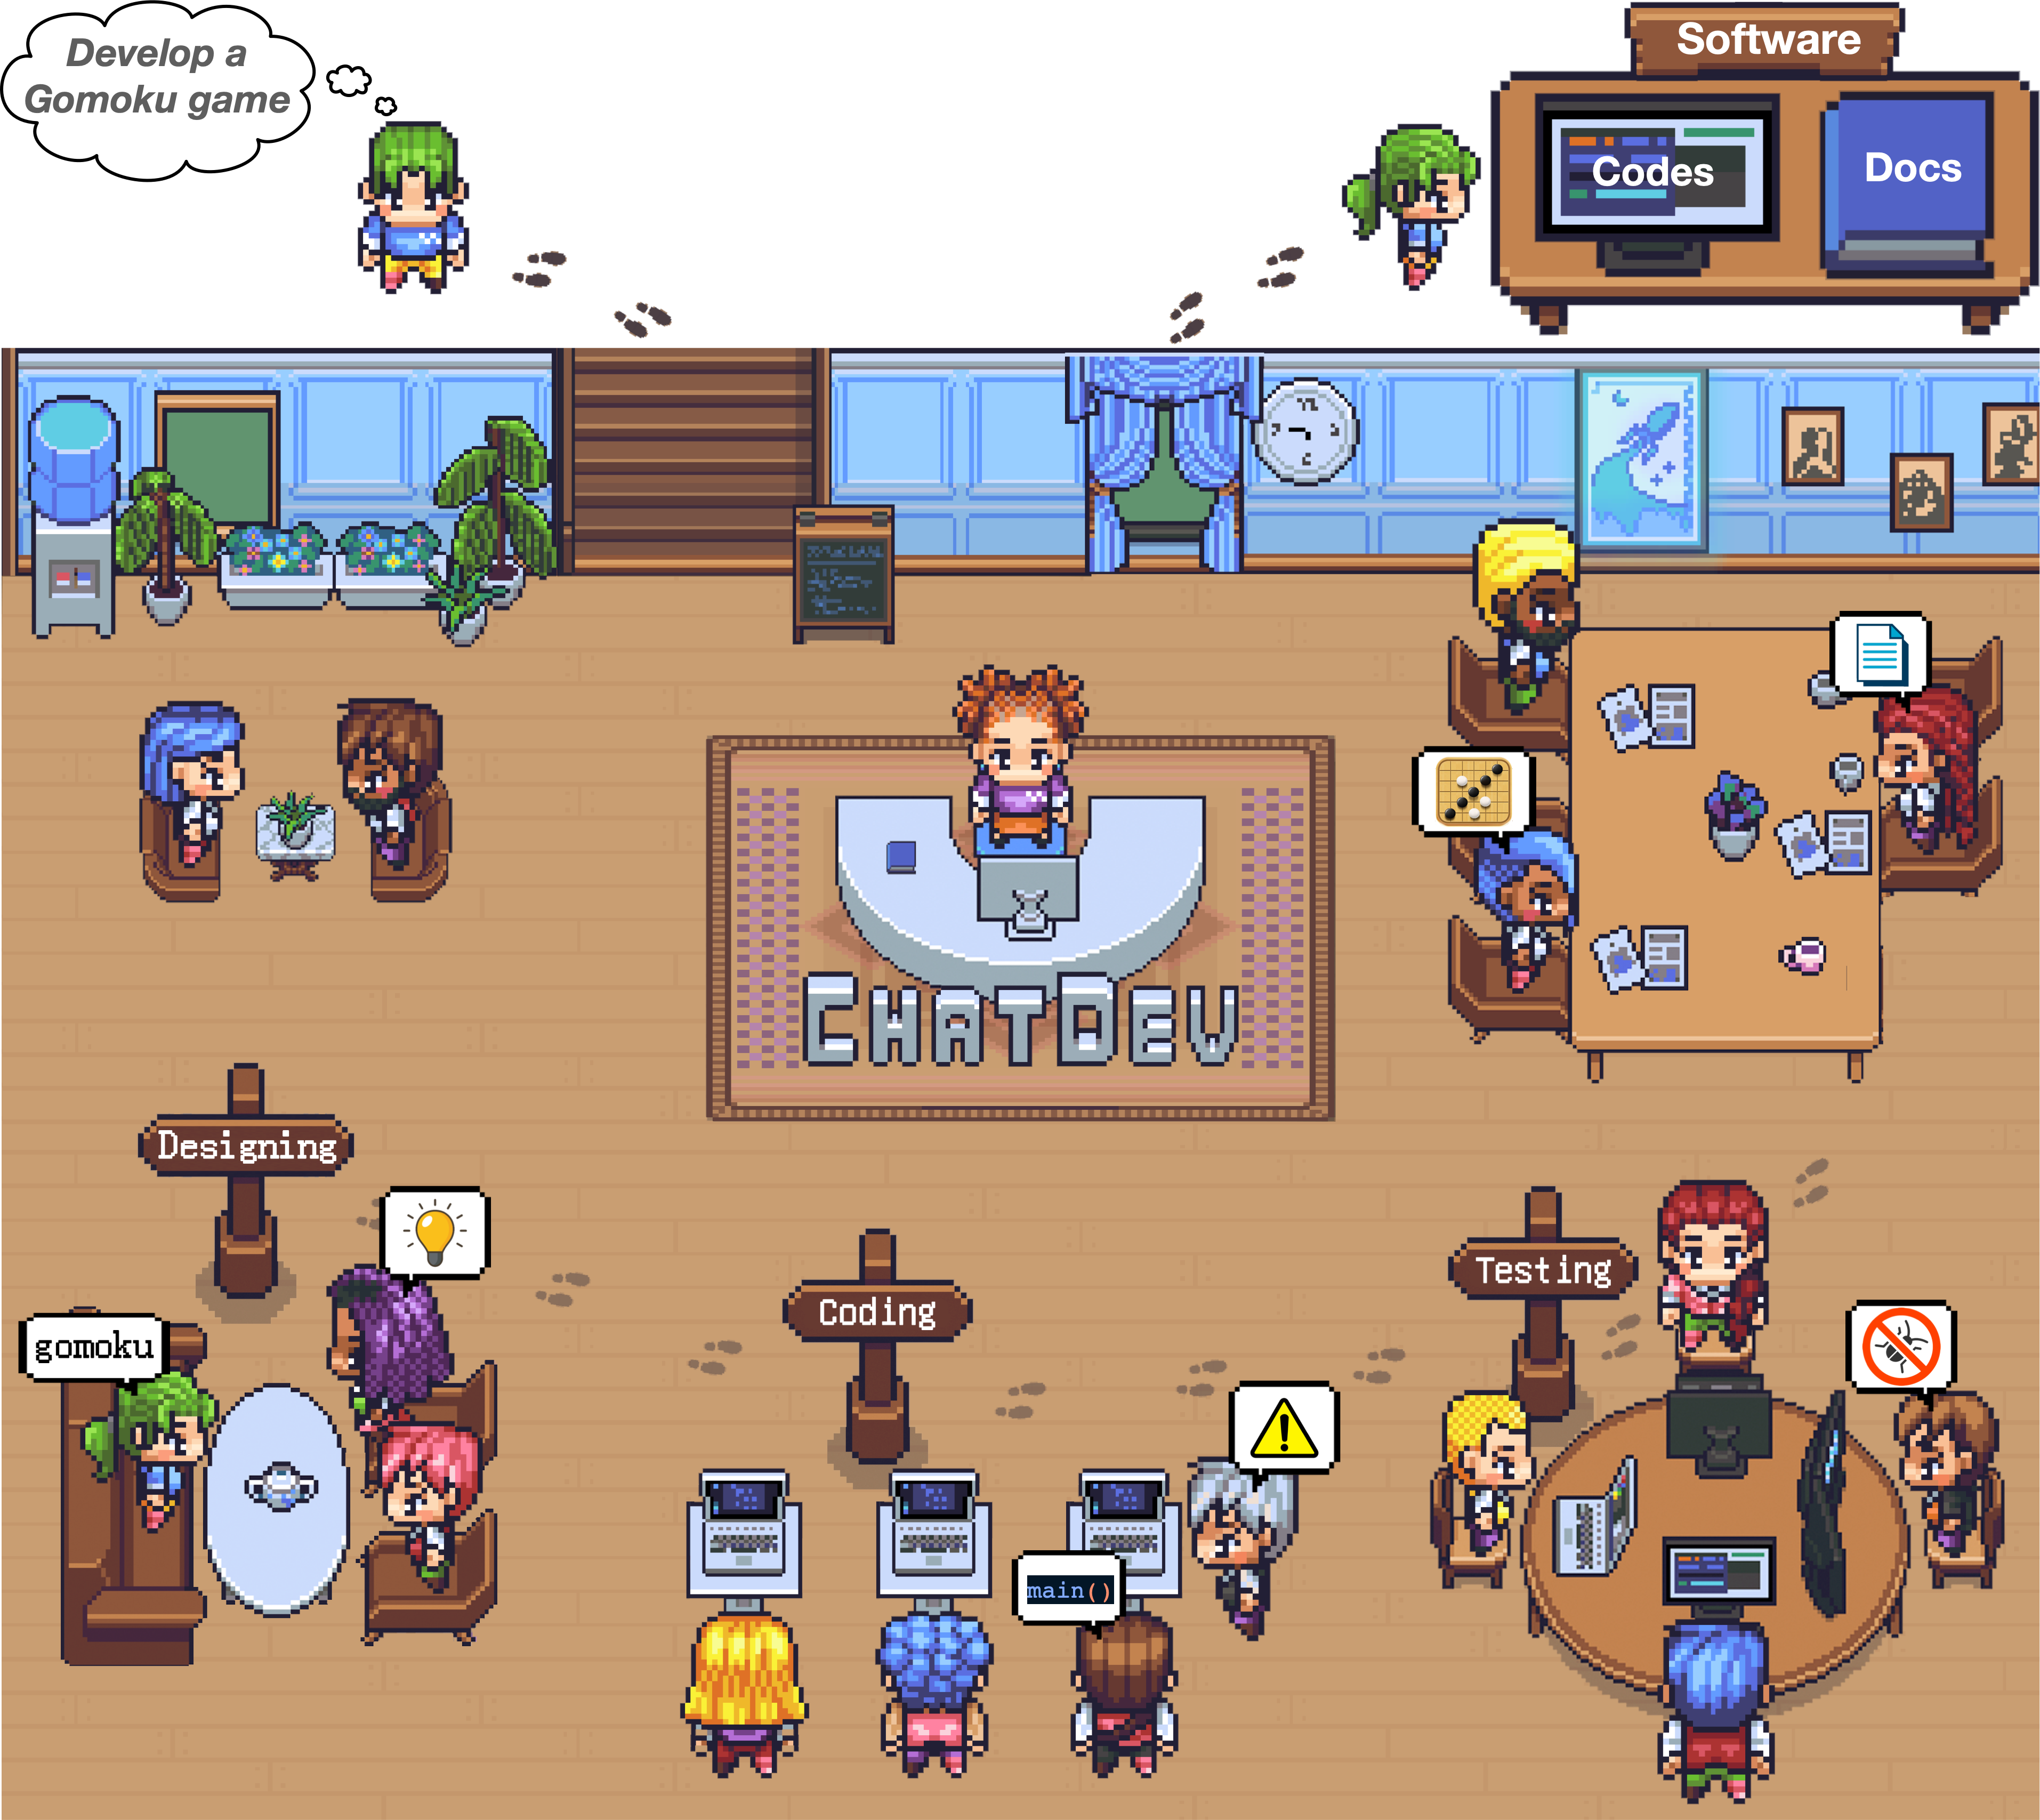 Develop a
Gomoku game
Software
Codes
Docs
CHATDEV
Designing
gomoku
Coding
main()
Testing